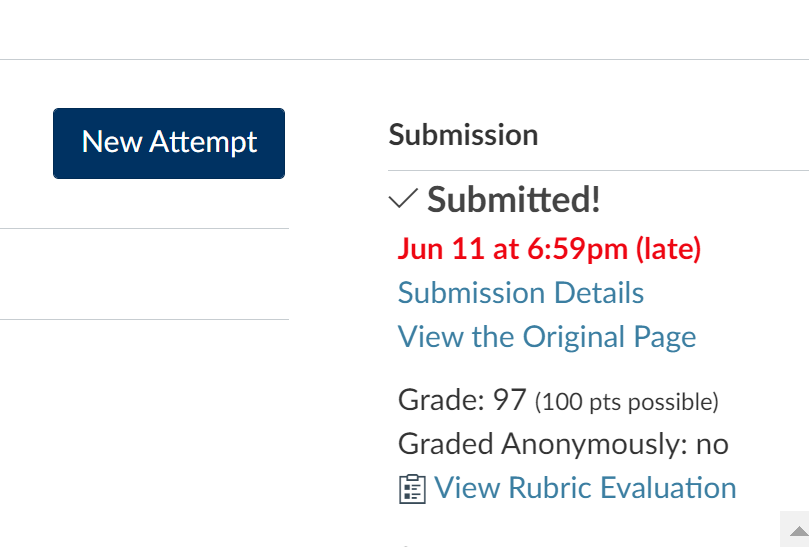 New Attempt
Submission
Submitted!
Jun 11 at 6:59pm (late)
Submission Details
View the Original Page
Grade: 97 (100 pts possible)
Graded Anonymously: no
View Rubric Evaluation